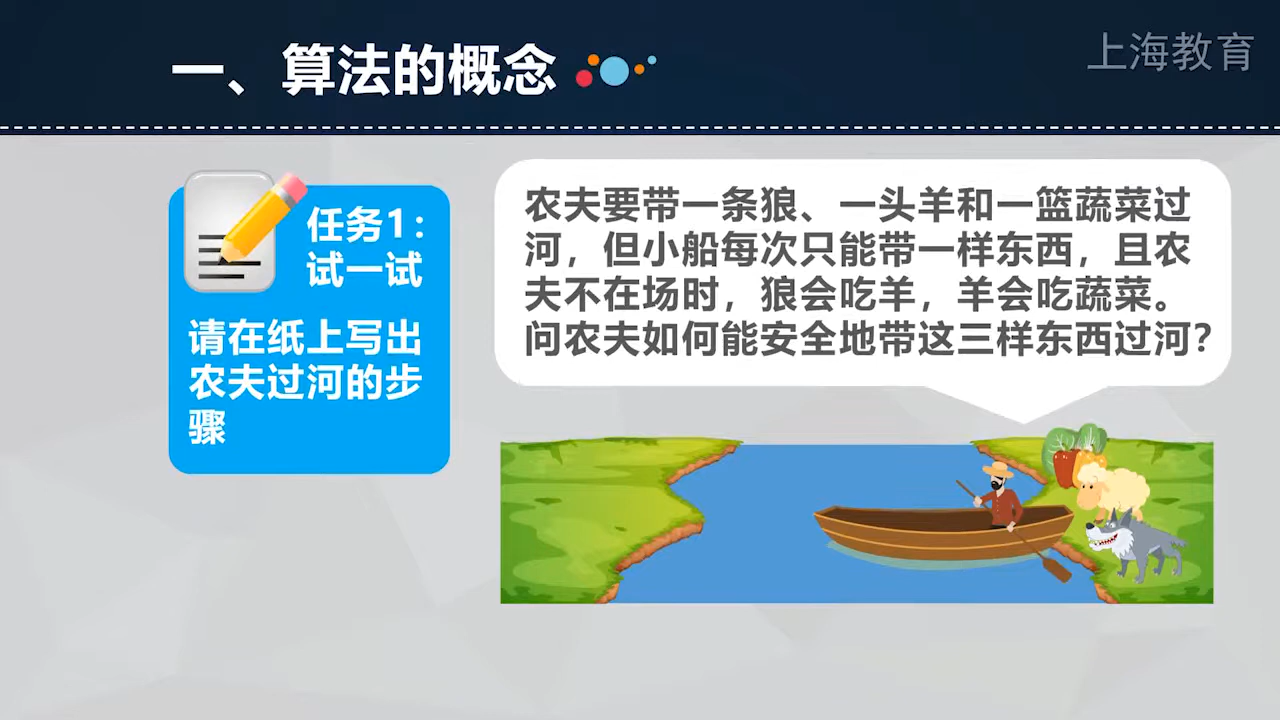 一、算法的概念
上海教育
任务1：
试一试
请在纸上写出
农夫过河的步
骤
农夫要带一条狼、一头羊和一篮蔬菜过
河，但小船每次只能带一样东西，且农
夫不在场时，狼会吃羊，羊会吃蔬菜。
问农夫如何能安全地带这三样东西过河？